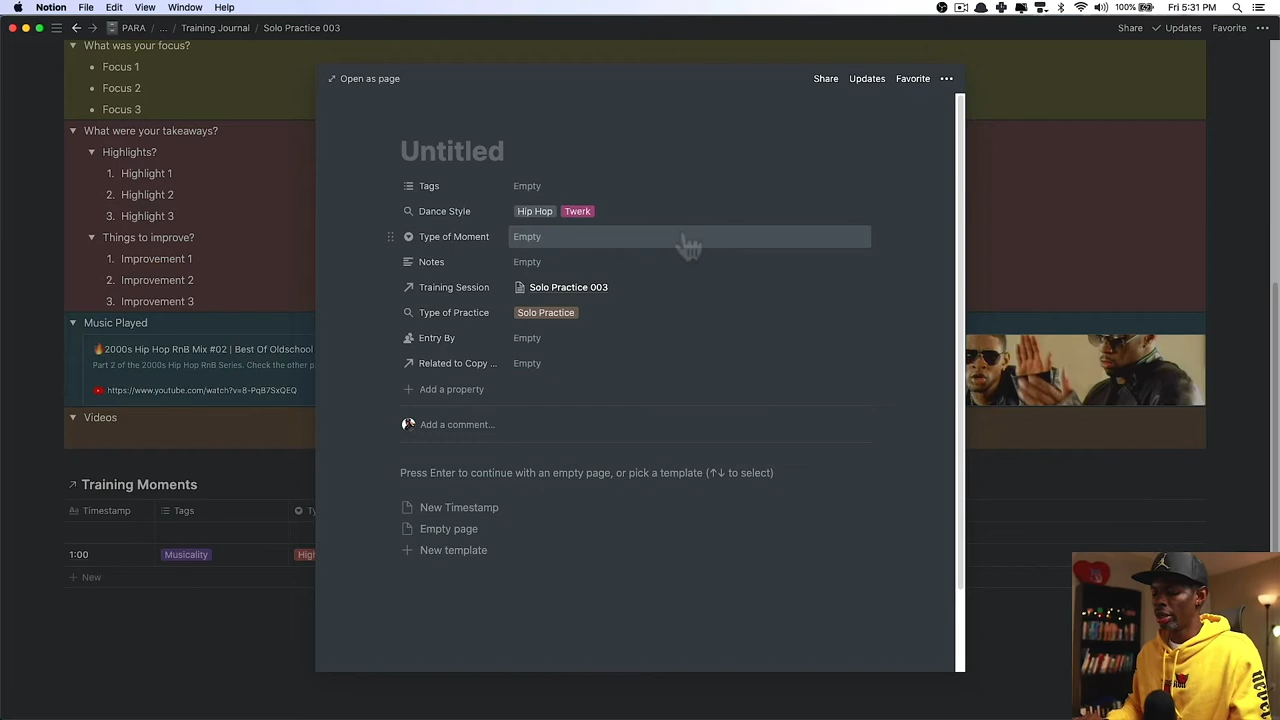 Notion File Edit View Window Help 100% Fri 5:31 PM
PARA / ... / Training Journal / Solo Practice 003 Share Updates Favorite
What was your focus?
Focus 1
Focus 2
Focus 3
What were your takeaways?
Highlights?
1. Highlight 1
2. Highlight 2
3. Highlight 3
Things to improve?
1. Improvement 1
2. Improvement 2
3. Improvement 3
Music Played
🔥2000s Hip Hop RnB Mix #02 | Best Of Oldschool
Part 2 of the 2000s Hip Hop RnB Series. Check the other p
https://www.youtube.com/watch?v=8-PqB7SxQEQ
Videos
Training Moments
Aa Timestamp Tags Ty
1:00 Musicality High
+ New
Open as page Share Updates Favorite
Untitled
Tags Empty
Dance Style Hip Hop Twerk
Type of Moment Empty
Notes Empty
Training Session Solo Practice 003
Type of Practice Solo Practice
Entry By Empty
Related to Copy ... Empty
+ Add a property
Add a comment...
Press Enter to continue with an empty page, or pick a template (↑↓ to select)
New Timestamp
Empty page
+ New template